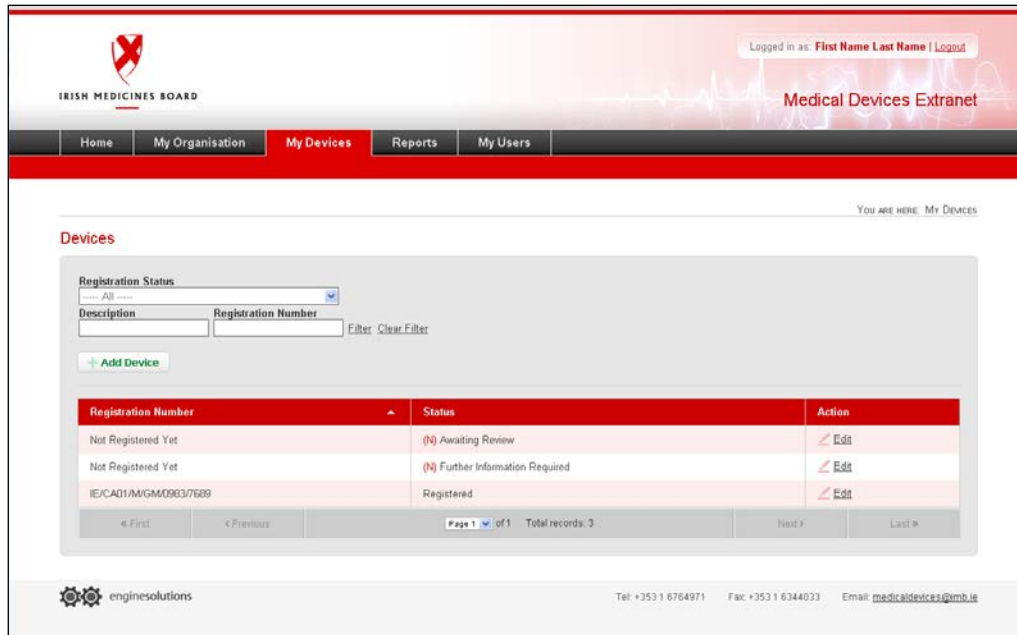 Logged in as: First Name Last Name | Logout
IRISH MEDICINES BOARD
Medical Devices Extranet
Home My Organisation My Devices Reports My Users
YOU ARE HERE: MY DEVICES
Devices
Registration Status
----- All -----
Description Registration Number
Filter Clear Filter
+ Add Device
Registration Number Status Action
Not Registered Yet (N) Awaiting Review Edit
Not Registered Yet (N) Further Information Required Edit
IE/CA01/M/GM/0983/7689 Registered Edit
« First ‹ Previous Page 1 of 1 Total records: 3 Next › Last »
enginesolutions Tel: +353 1 6764971 Fax: +353 1 6344033 Email: medicaldevices@imb.ie